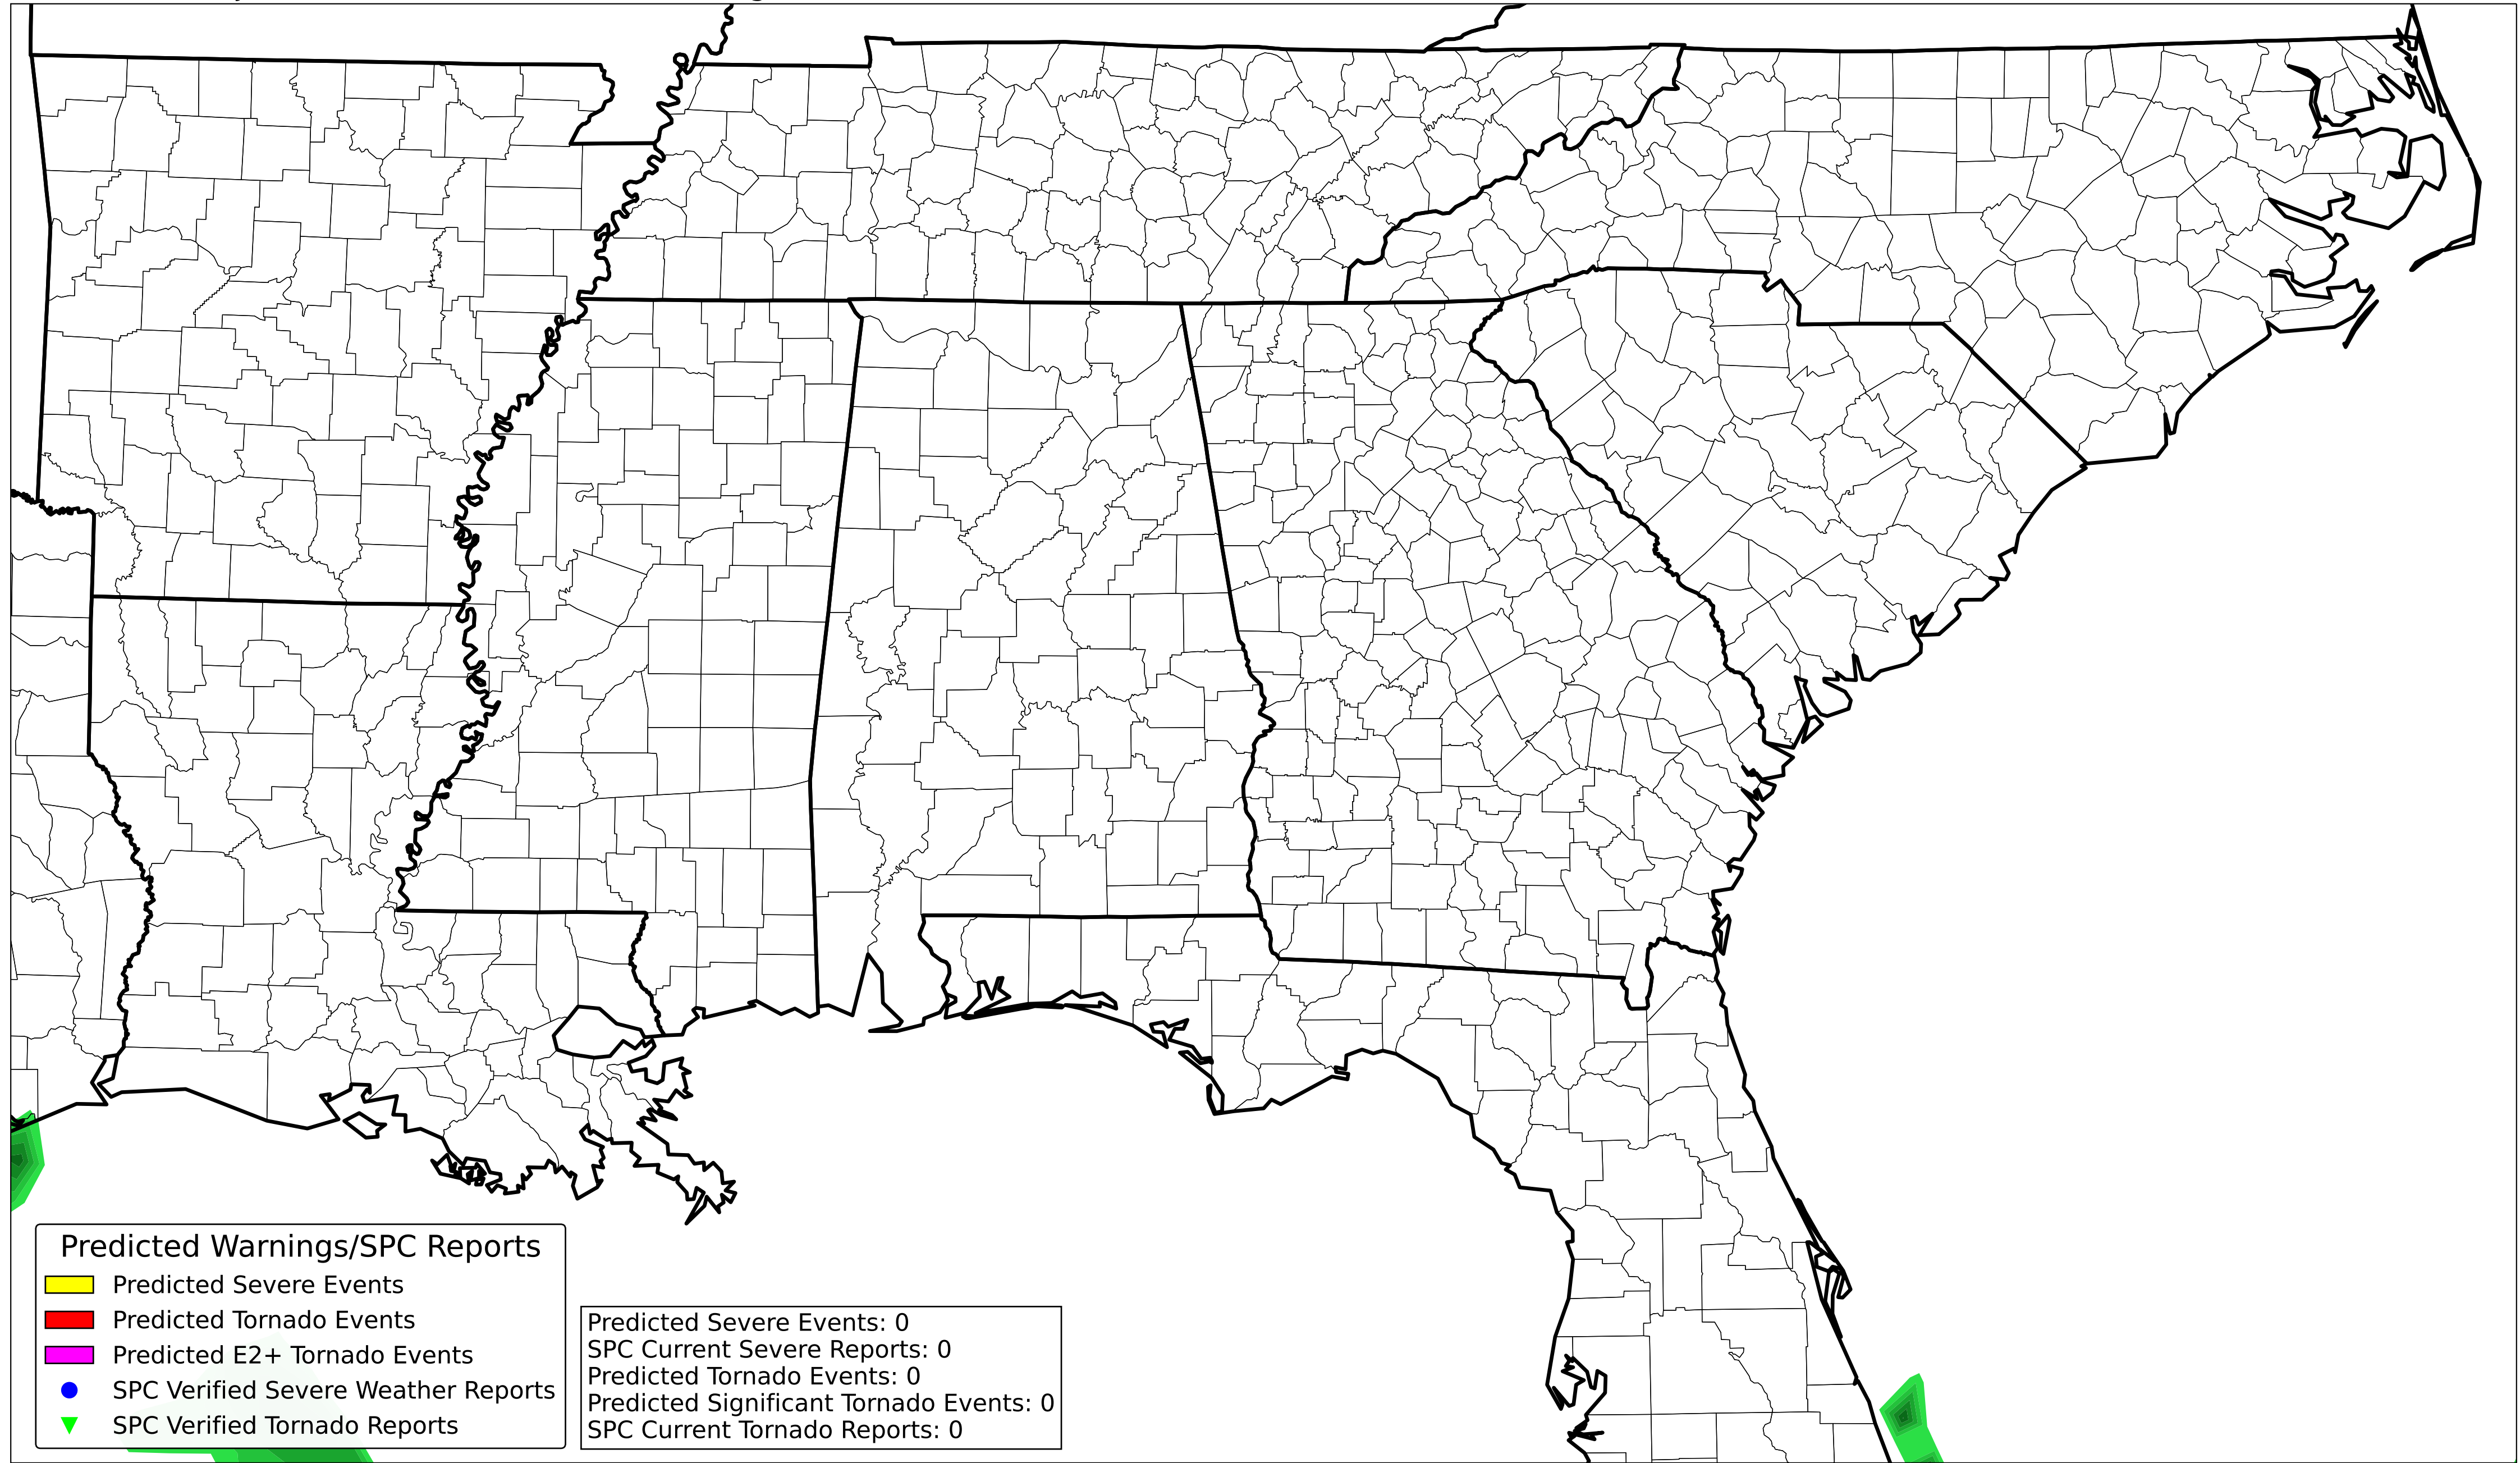 Predicted Warnings/SPC Reports
Predicted Severe Events
Predicted Tornado Events
Predicted E2+ Tornado Events
SPC Verified Severe Weather Reports
SPC Verified Tornado Reports
Predicted Severe Events: 0
SPC Current Severe Reports: 0
Predicted Tornado Events: 0
Predicted Significant Tornado Events: 0
SPC Current Tornado Reports: 0